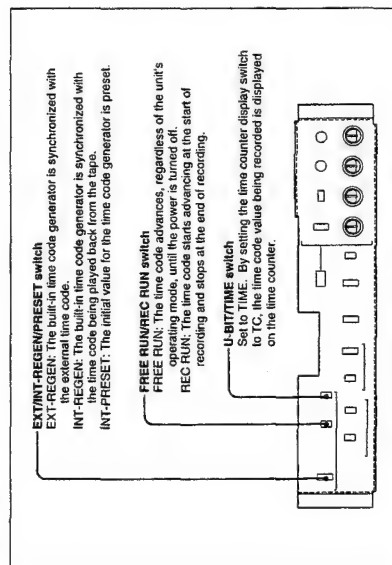 EXT/INT-REGEN/PRESET switch
EXT-REGEN: The built-in time code generator is synchronized with
the external time code.
INT-REGEN: The built-in time code generator is synchronized with
the time code being played back from the tape.
INT-PRESET: The initial value for the time code generator is preset.
FREE RUN/REC RUN switch
FREE RUN: The time code advances, regardless of the unit's
operating mode, until the power is turned off.
REC RUN: The time code starts advancing at the start of
recording and stops at the end of recording.
U-BIT/TIME switch
Set to TIME. By setting the time counter display switch
to TC, the time code value being recorded is displayed
on the time counter.